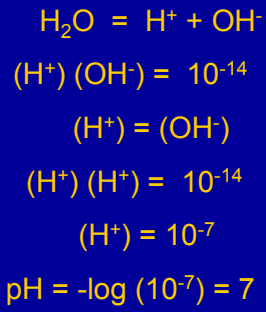 H₂O = H⁺ + OH⁻
(H⁺) (OH⁻) = 10⁻¹⁴
(H⁺) = (OH⁻)
(H⁺) (H⁺) = 10⁻¹⁴
(H⁺) = 10⁻⁷
pH = -log (10⁻⁷) = 7